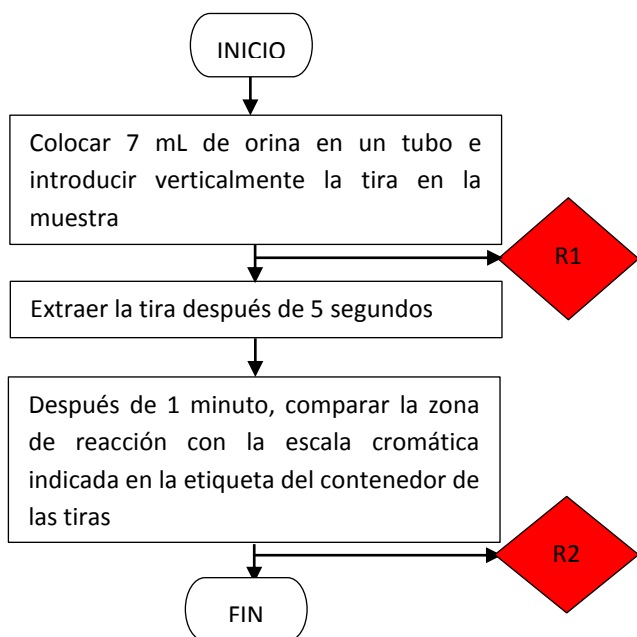 INICIO
Colocar 7 mL de orina en un tubo e
introducir verticalmente la tira en la
muestra
R1
Extraer la tira después de 5 segundos
Después de 1 minuto, comparar la zona
de reacción con la escala cromática
indicada en la etiqueta del contenedor de
las tiras
R2
FIN